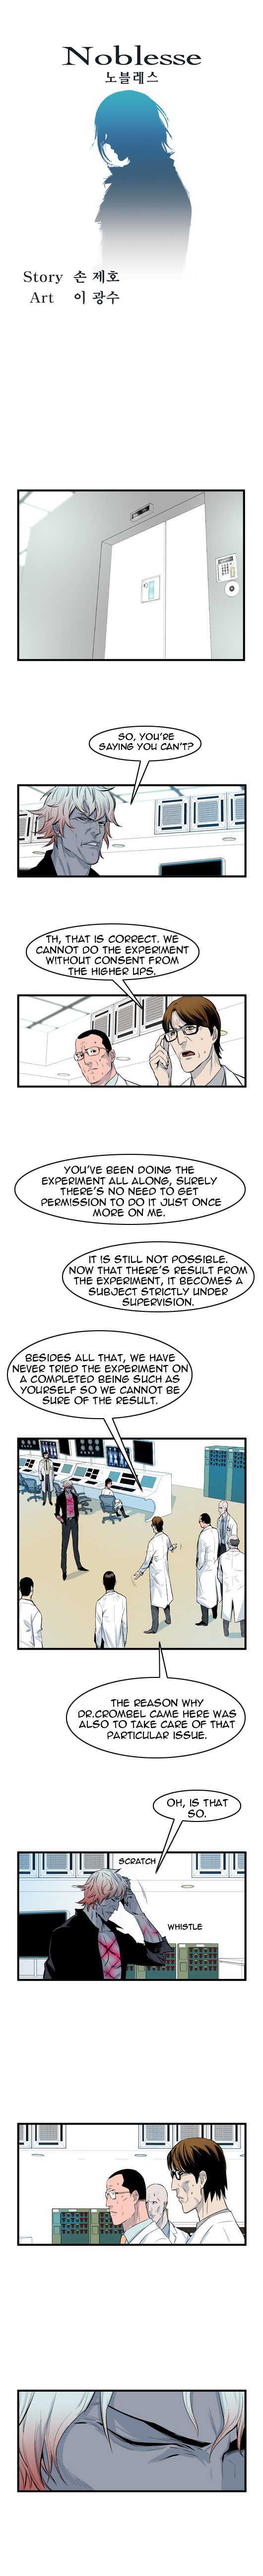 Noblesse
노블레스
Story 손 제호
Art 이 광수
SO, YOU'RE
SAYING YOU CAN'T?
TH, THAT IS CORRECT. WE
CANNOT DO THE EXPERIMENT
WITHOUT CONSENT FROM
THE HIGHER UPS.
YOU'VE BEEN DOING THE
EXPERIMENT ALL ALONG, SURELY
THERE'S NO NEED TO GET
PERMISSION TO DO IT JUST ONCE
MORE ON ME.
IT IS STILL NOT POSSIBLE.
NOW THAT THERE'S RESULT FROM
THE EXPERIMENT, IT BECOMES A
SUBJECT STRICTLY UNDER
SUPERVISION.
BESIDES ALL THAT, WE HAVE
NEVER TRIED THE EXPERIMENT ON
A COMPLETED BEING SUCH AS
YOURSELF SO WE CANNOT BE
SURE OF THE RESULT.
THE REASON WHY
DR.CROMBEL CAME HERE WAS
ALSO TO TAKE CARE OF THAT
PARTICULAR ISSUE.
OH, IS THAT
SO.
SCRATCH
WHISTLE